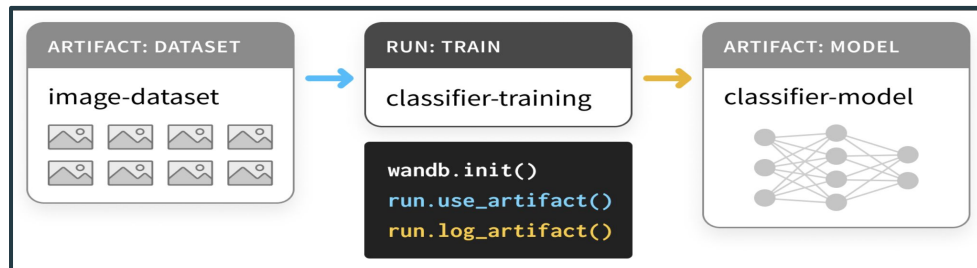 ARTIFACT: DATASET
image-dataset
RUN: TRAIN
classifier-training
wandb.init()
run.use_artifact()
run.log_artifact()
ARTIFACT: MODEL
classifier-model